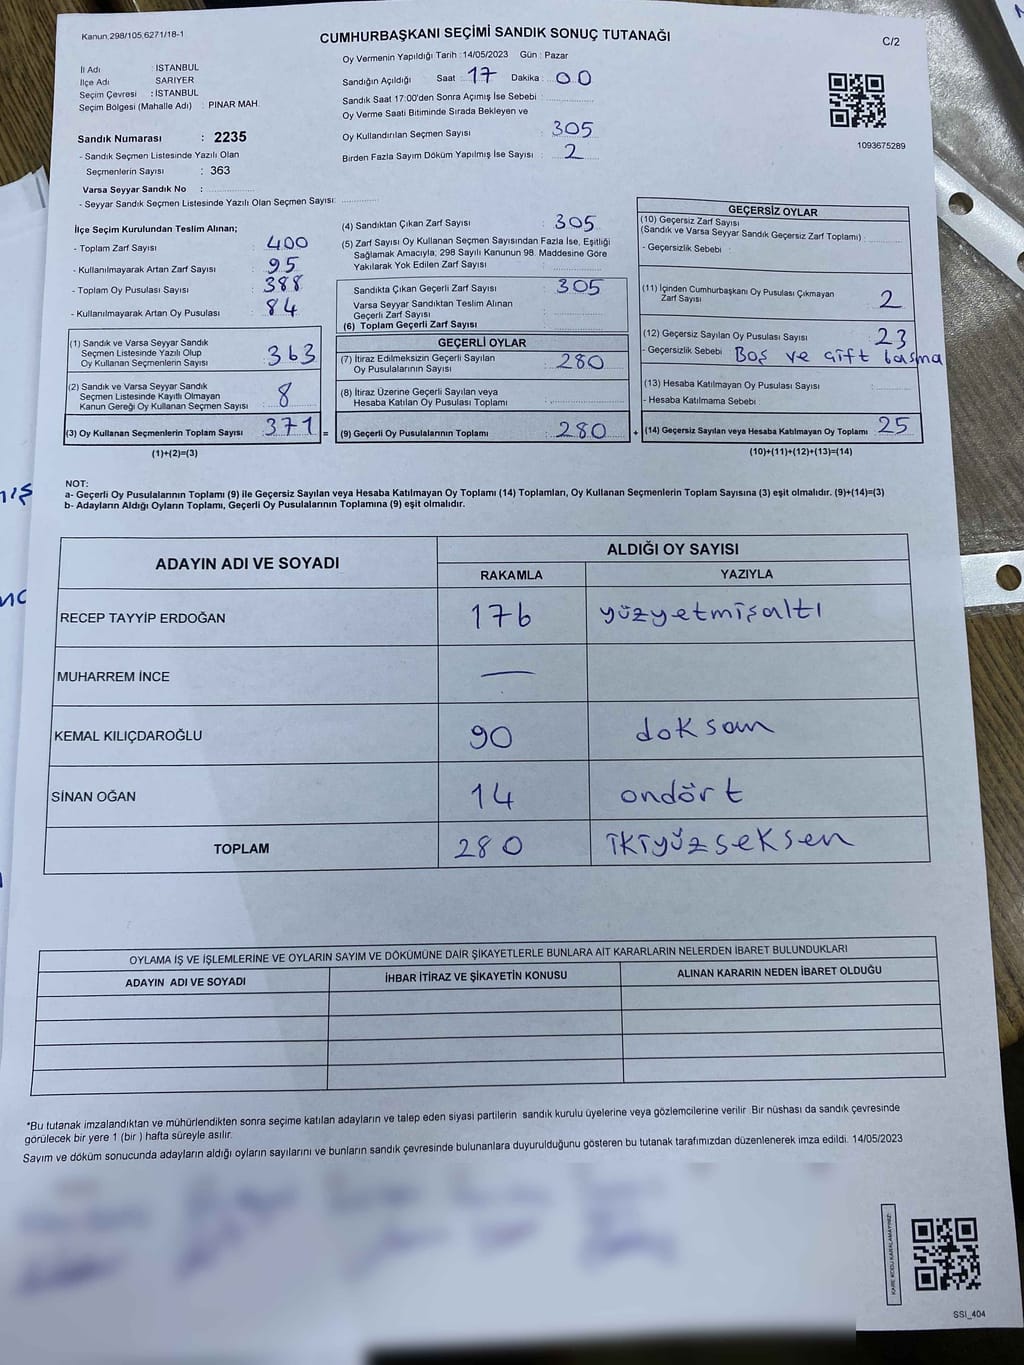 Kanun.298/105,6271/18-1
CUMHURBAŞKANI SEÇİMİ SANDIK SONUÇ TUTANAĞI
C/2
İl Adı : İSTANBUL
İlçe Adı : SARIYER
Seçim Çevresi : İSTANBUL
Seçim Bölgesi (Mahalle Adı) : PINAR MAH.
Sandık Numarası : 2235
- Sandık Seçmen Listesinde Yazılı Olan
Seçmenlerin Sayısı : 363
Varsa Seyyar Sandık No :
- Seyyar Sandık Seçmen Listesinde Yazılı Olan Seçmen Sayısı:
Oy Vermenin Yapıldığı Tarih :14/05/2023 Gün : Pazar
Sandığın Açıldığı Saat : 17 Dakika : 00
Sandık Saat 17:00'den Sonra Açımış İse Sebebi :
Oy Verme Saati Bitiminde Sırada Bekleyen ve
Oy Kullandırılan Seçmen Sayısı : 305
Birden Fazla Sayım Döküm Yapılmış İse Sayısı : 2
1093675289
İlçe Seçim Kurulundan Teslim Alınan;
- Toplam Zarf Sayısı : 400
- Kullanılmayarak Artan Zarf Sayısı : 95
- Toplam Oy Pusulası Sayısı : 388
- Kullanılmayarak Artan Oy Pusulası : 84
(1) Sandık ve Varsa Seyyar Sandık
Seçmen Listesinde Yazılı Olup
Oy Kullanan Seçmenlerin Sayısı : 363
(2) Sandık ve Varsa Seyyar Sandık
Seçmen Listesinde Kayıtlı Olmayan
Kanun Gereği Oy Kullanan Seçmen Sayısı : 8
(3) Oy Kullanan Seçmenlerin Toplam Sayısı : 371 =
(1)+(2)=(3)
(4) Sandıktan Çıkan Zarf Sayısı : 305
(5) Zarf Sayısı Oy Kullanan Seçmen Sayısından Fazla İse, Eşitliği
Sağlamak Amacıyla, 298 Sayılı Kanunun 98. Maddesine Göre
Yakılarak Yok Edilen Zarf Sayısı :
Sandıkta Çıkan Geçerli Zarf Sayısı : 305
Varsa Seyyar Sandıktan Teslim Alınan
Geçerli Zarf Sayısı :
(6) Toplam Geçerli Zarf Sayısı :
GEÇERLİ OYLAR
(7) İtiraz Edilmeksizin Geçerli Sayılan
Oy Pusulalarının Sayısı : 280
(8) İtiraz Üzerine Geçerli Sayılan veya
Hesaba Katılan Oy Pusulası Toplamı :
(9) Geçerli Oy Pusulalarının Toplamı : 280 +
GEÇERSİZ OYLAR
(10) Geçersiz Zarf Sayısı
(Sandık ve Varsa Seyyar Sandık Geçersiz Zarf Toplamı) :
- Geçersizlik Sebebi :
(11) İçinden Cumhurbaşkanı Oy Pusulası Çıkmayan
Zarf Sayısı : 2
(12) Geçersiz Sayılan Oy Pusulası Sayısı : 23
- Geçersizlik Sebebi : Boş ve çift basma
(13) Hesaba Katılmayan Oy Pusulası Sayısı :
- Hesaba Katılmama Sebebi :
(14) Geçersiz Sayılan veya Hesaba Katılmayan Oy Toplamı : 25
(10)+(11)+(12)+(13)=(14)
NOT:
a- Geçerli Oy Pusulalarının Toplamı (9) ile Geçersiz Sayılan veya Hesaba Katılmayan Oy Toplamı (14) Toplamları, Oy Kullanan Seçmenlerin Toplam Sayısına (3) eşit olmalıdır. (9)+(14)=(3)
b- Adayların Aldığı Oyların Toplamı, Geçerli Oy Pusulalarının Toplamına (9) eşit olmalıdır.
ADAYIN ADI VE SOYADI
ALDIĞI OY SAYISI
RAKAMLA YAZIYLA
RECEP TAYYİP ERDOĞAN 176 yüzyetmişaltı
MUHARREM İNCE —
KEMAL KILIÇDAROĞLU 90 doksan
SİNAN OĞAN 14 ondört
TOPLAM 280 ikiyüzseksen
OYLAMA İŞ VE İŞLEMLERİNE VE OYLARIN SAYIM VE DÖKÜMÜNE DAİR ŞİKAYETLERLE BUNLARA AİT KARARLARIN NELERDEN İBARET BULUNDUKLARI
ADAYIN ADI VE SOYADI İHBAR İTİRAZ VE ŞİKAYETİN KONUSU ALINAN KARARIN NEDEN İBARET OLDUĞU
*Bu tutanak imzalandıktan ve mühürlendikten sonra seçime katılan adayların ve talep eden siyasi partilerin sandık kurulu üyelerine veya gözlemcilerine verilir .Bir nüshası da sandık çevresinde
görülecek bir yere 1 (bir ) hafta süreyle asılır.
Sayım ve döküm sonucunda adayların aldığı oyların sayılarını ve bunların sandık çevresinde bulunanlara duyurulduğunu gösteren bu tutanak tarafımızdan düzenlenerek imza edildi. 14/05/2023
KARE KODU KARALAMAYINIZ!
SSI_404